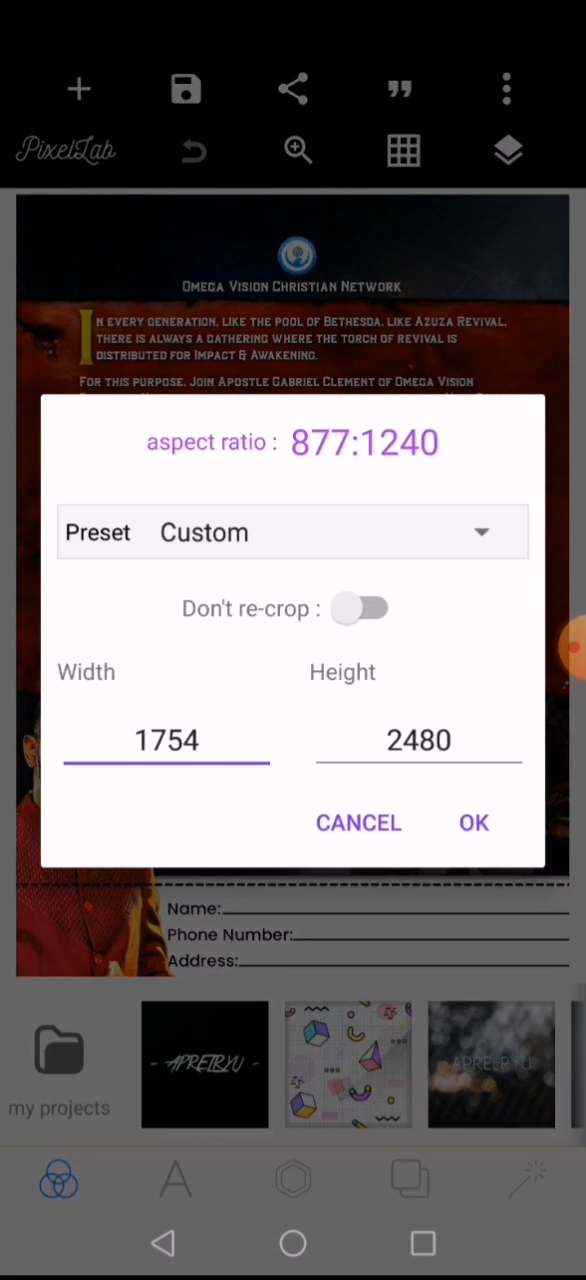 PixelLab
OMEGA VISION CHRISTIAN NETWORK
IN EVERY GENERATION, LIKE THE POOL OF BETHESDA, LIKE AZUZA REVIVAL,
THERE IS ALWAYS A GATHERING WHERE THE TORCH OF REVIVAL IS
DISTRIBUTED FOR IMPACT & AWAKENING.
FOR THIS PURPOSE, JOIN APOSTLE GABRIEL CLEMENT OF OMEGA VISION
aspect ratio : 877:1240
Preset Custom
Don't re-crop :
Width Height
1754 2480
CANCEL OK
Name:
Phone Number:
Address:
my projects